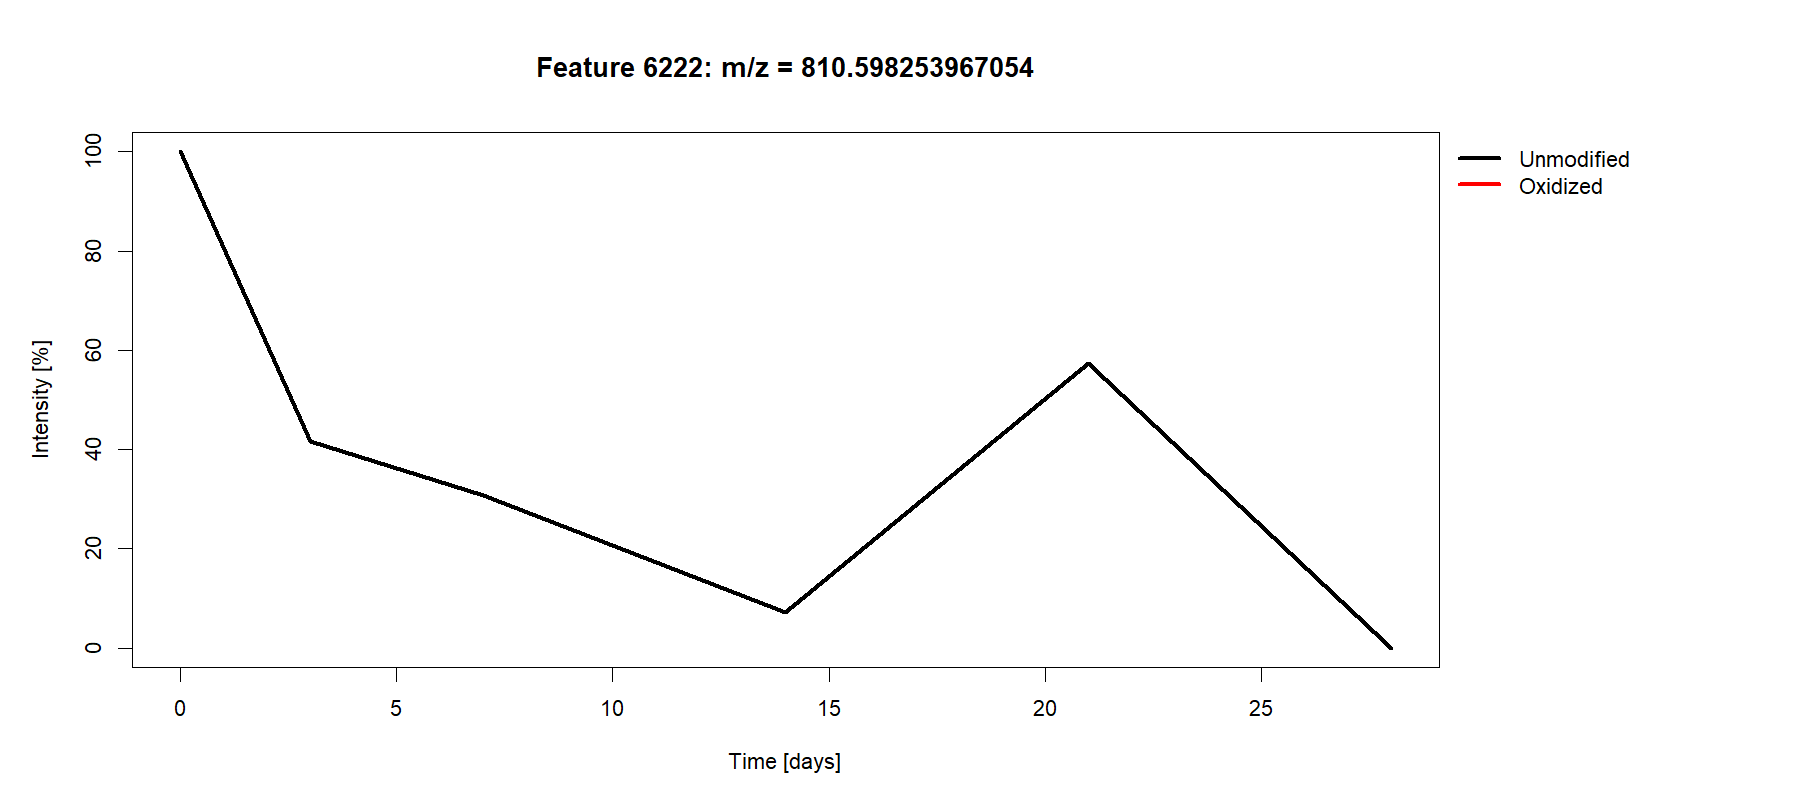 Feature 6222: m/z = 810.598253967054
Unmodified
Oxidized
Intensity [%]
100
80
60
40
20
0
0 5 10 15 20 25
Time [days]